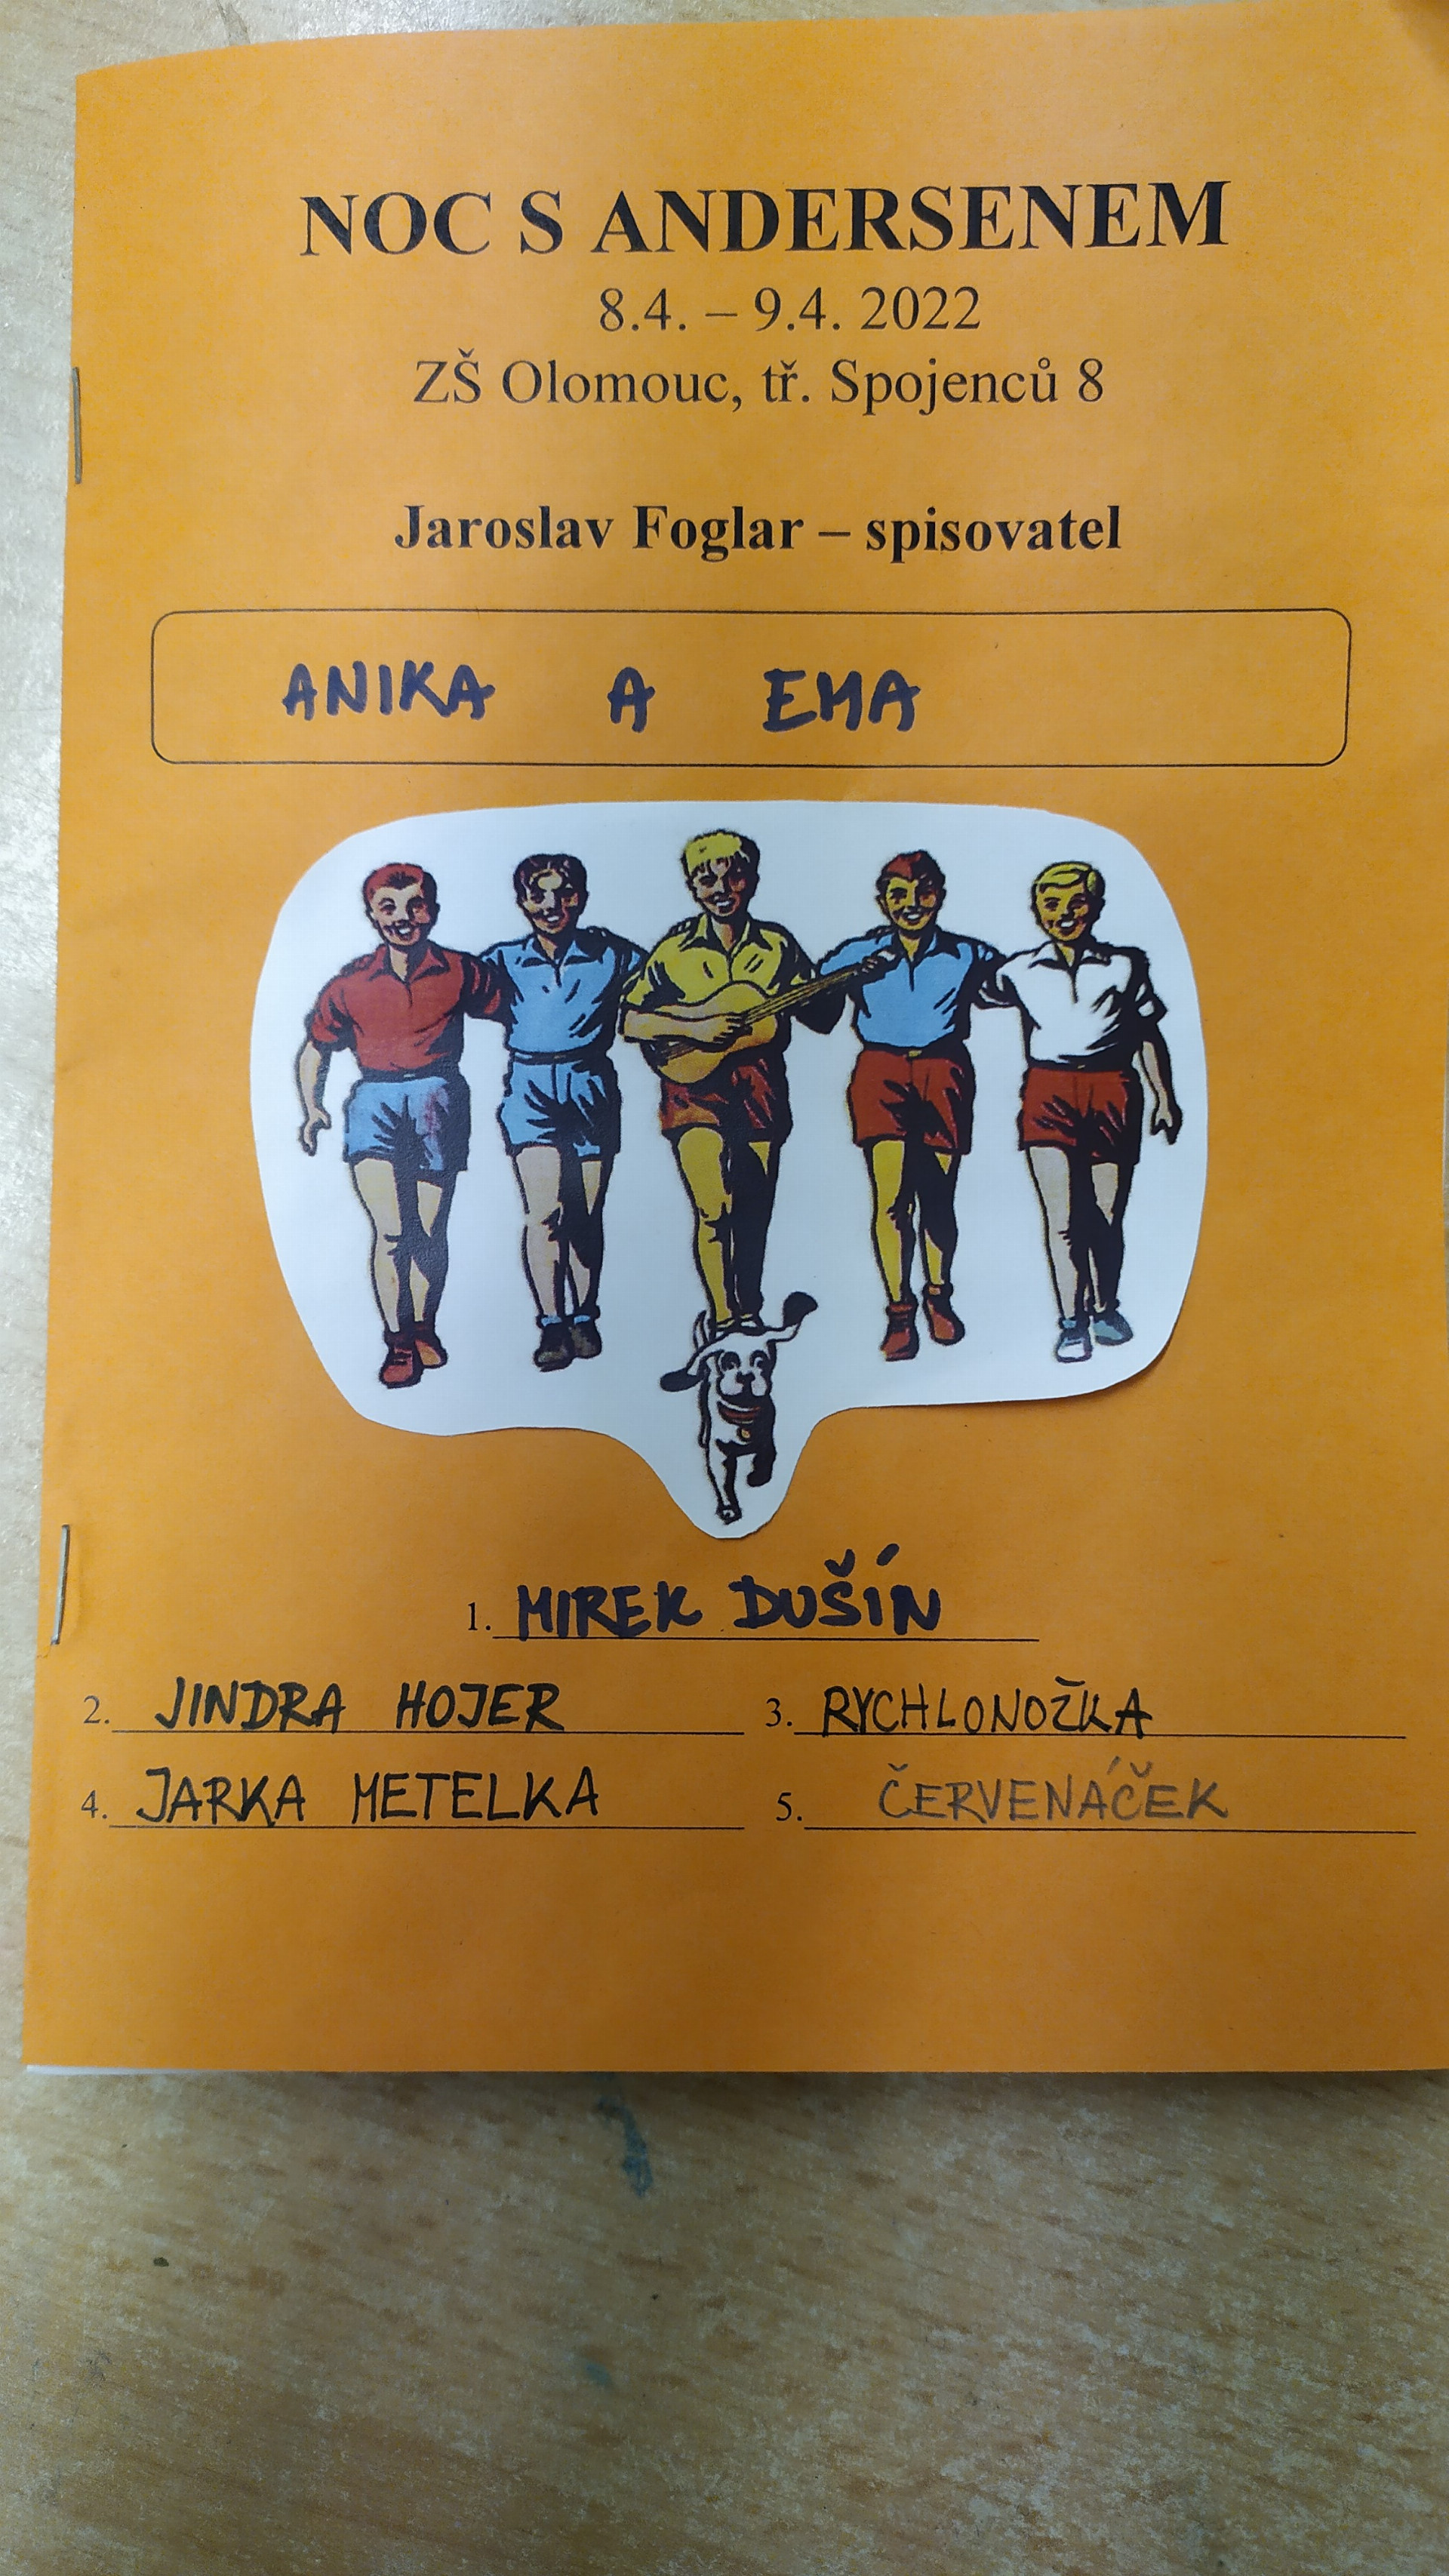 NOC S ANDERSENEM
8.4. – 9.4. 2022
ZŠ Olomouc, tř. Spojenců 8
Jaroslav Foglar – spisovatel
ANIKA A EMA
1. MIREK DUŠÍN
2. JINDRA HOJER 3. RYCHLONOŽKA
4. JARKA METELKA 5. ČERVENÁČEK